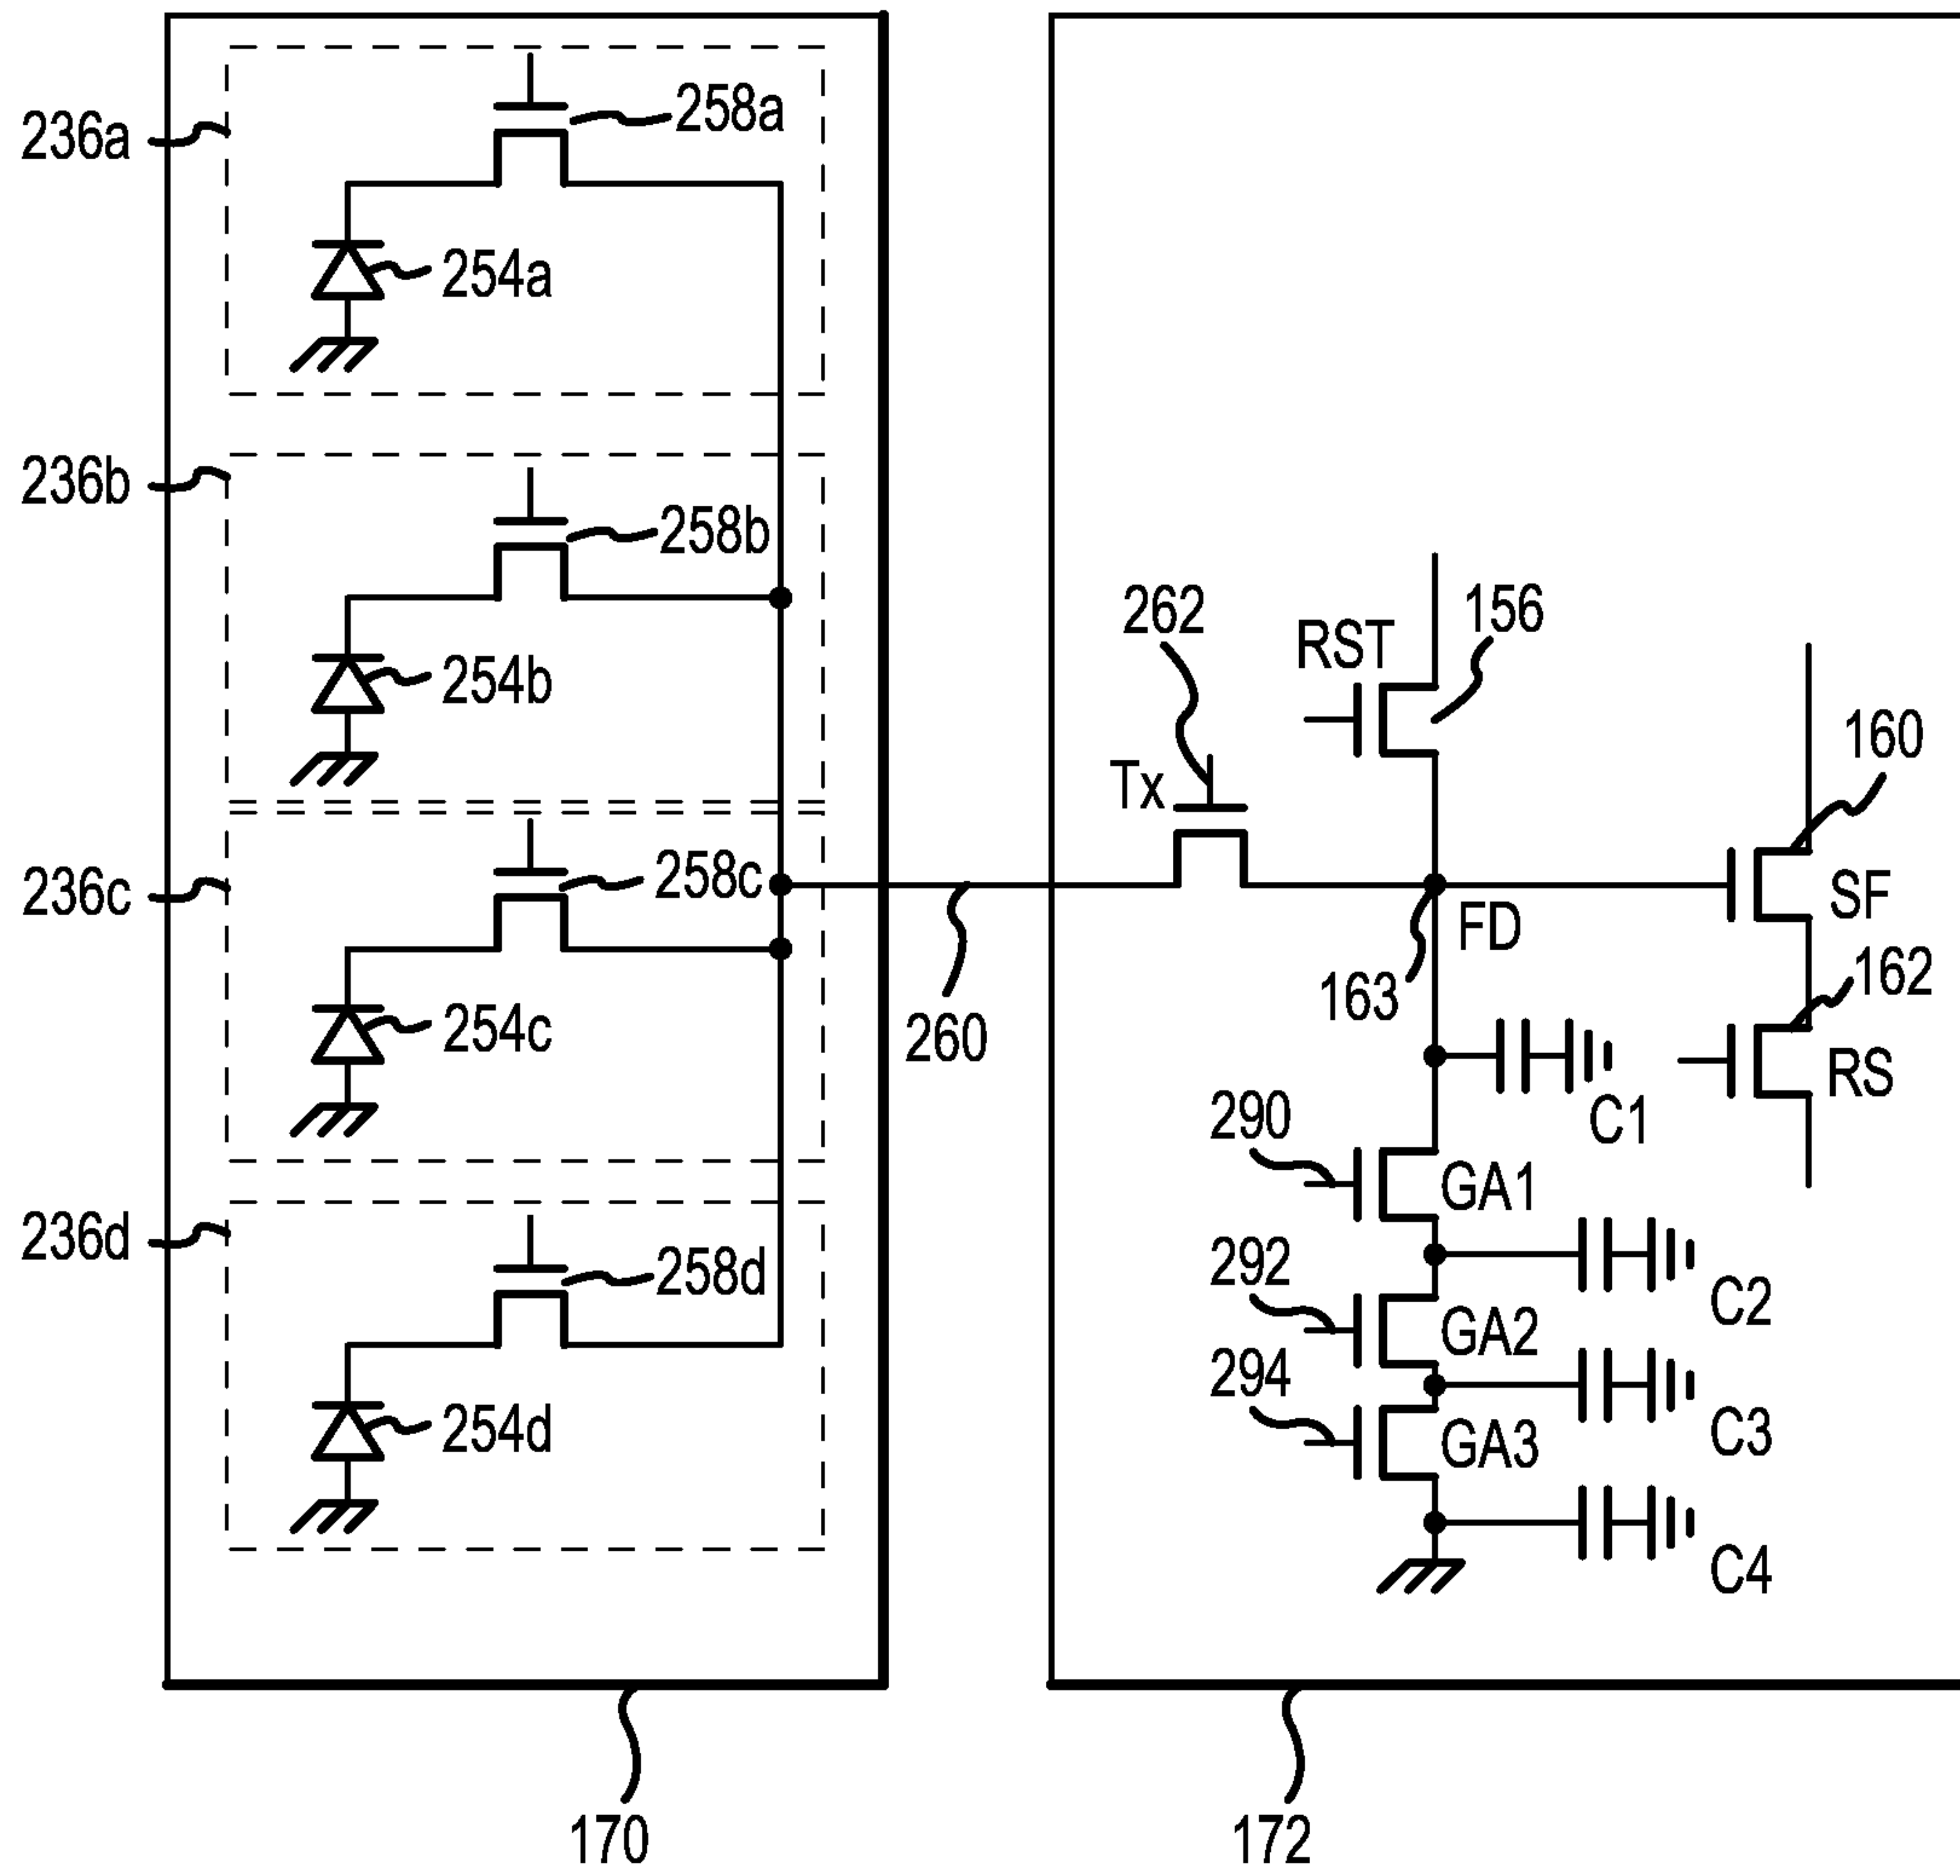 236a
258a
254a
236b
258b
254b
236c
258c
254c
236d
258d
254d
170
260
262
Tx
RST
156
163
FD
160
SF
162
RS
C1
290
GA1
C2
292
GA2
C3
294
GA3
C4
172